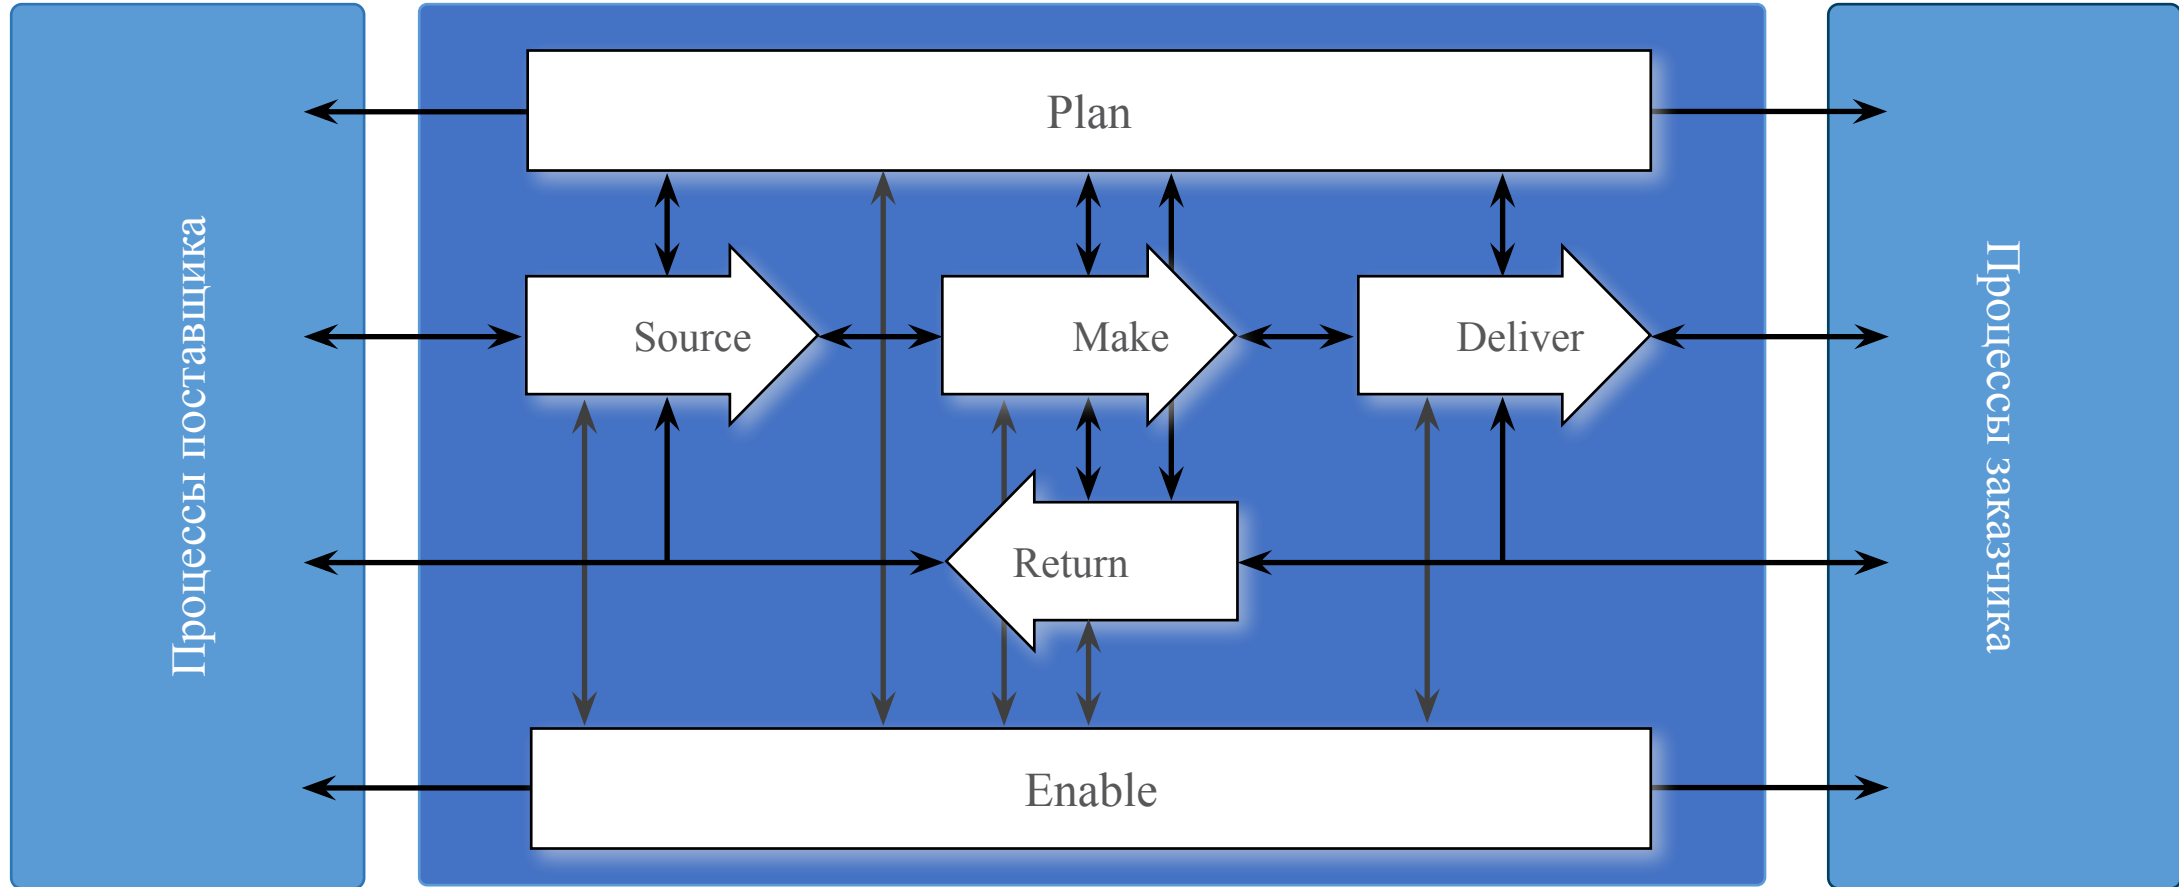 Процессы поставщика
Plan
Source
Make
Deliver
Return
Enable
Процессы заказчика